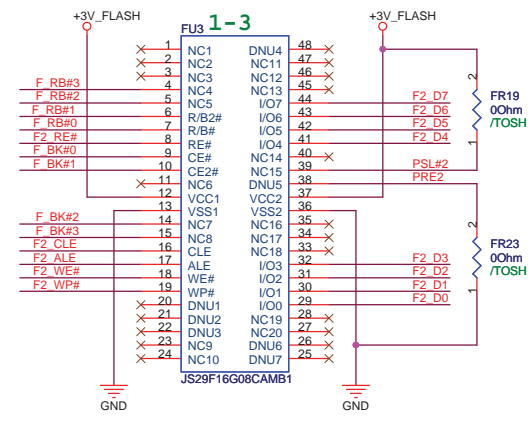 +3V_FLASH +3V_FLASH
FU3 1-3
1 NC1 DNU4 48
2 NC2 NC11 47
3 NC3 NC12 46
F_RB#3 4 NC4 NC13 45
F_RB#2 5 NC5 I/O7 44 F2_D7
F_RB#1 6 R/B2# I/O6 43 F2_D6
F_RB#0 7 R/B# I/O5 42 F2_D5
F2_RE# 8 RE# I/O4 41 F2_D4
F_BK#0 9 CE# NC14 40
F_BK#1 10 CE2# NC15 39 PSL#2
11 NC6 DNU5 38 PRE2
12 VCC1 VCC2 37
13 VSS1 VSS2 36
F_BK#2 14 NC7 NC16 35
F_BK#3 15 NC8 NC17 34
F2_CLE 16 CLE NC18 33
F2_ALE 17 ALE I/O3 32 F2_D3
F2_WE# 18 WE# I/O2 31 F2_D2
F2_WP# 19 WP# I/O1 30 F2_D1
20 DNU1 I/O0 29 F2_D0
21 DNU2 NC19 28
22 DNU3 NC20 27
23 NC9 DNU6 26
24 NC10 DNU7 25
JS29F16G08CAMB1
2
FR19
0Ohm
/TOSH
1
2
FR23
0Ohm
/TOSH
1
GND GND